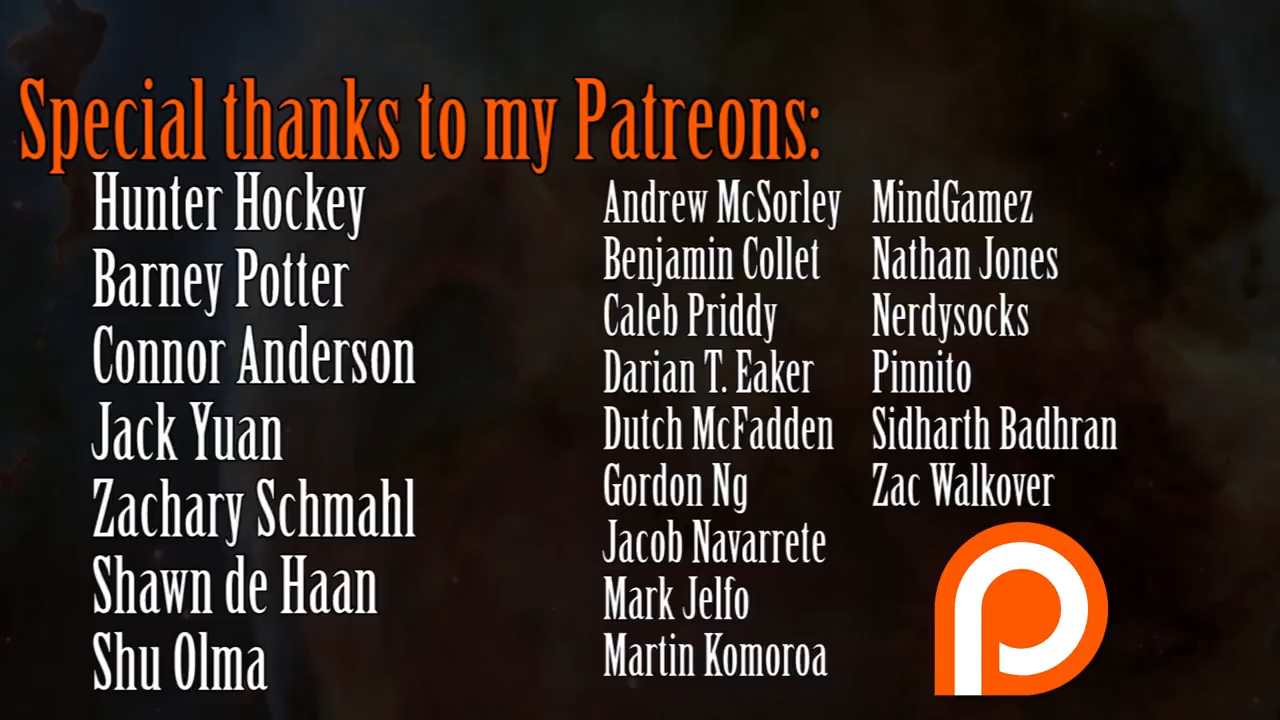 Special thanks to my Patreons:
Hunter Hockey
Barney Potter
Connor Anderson
Jack Yuan
Zachary Schmahl
Shawn de Haan
Shu Olma
Andrew McSorley
Benjamin Collet
Caleb Priddy
Darian T. Eaker
Dutch McFadden
Gordon Ng
Jacob Navarrete
Mark Jelfo
Martin Komoroa
MindGamez
Nathan Jones
Nerdysocks
Pinnito
Sidharth Badhran
Zac Walkover